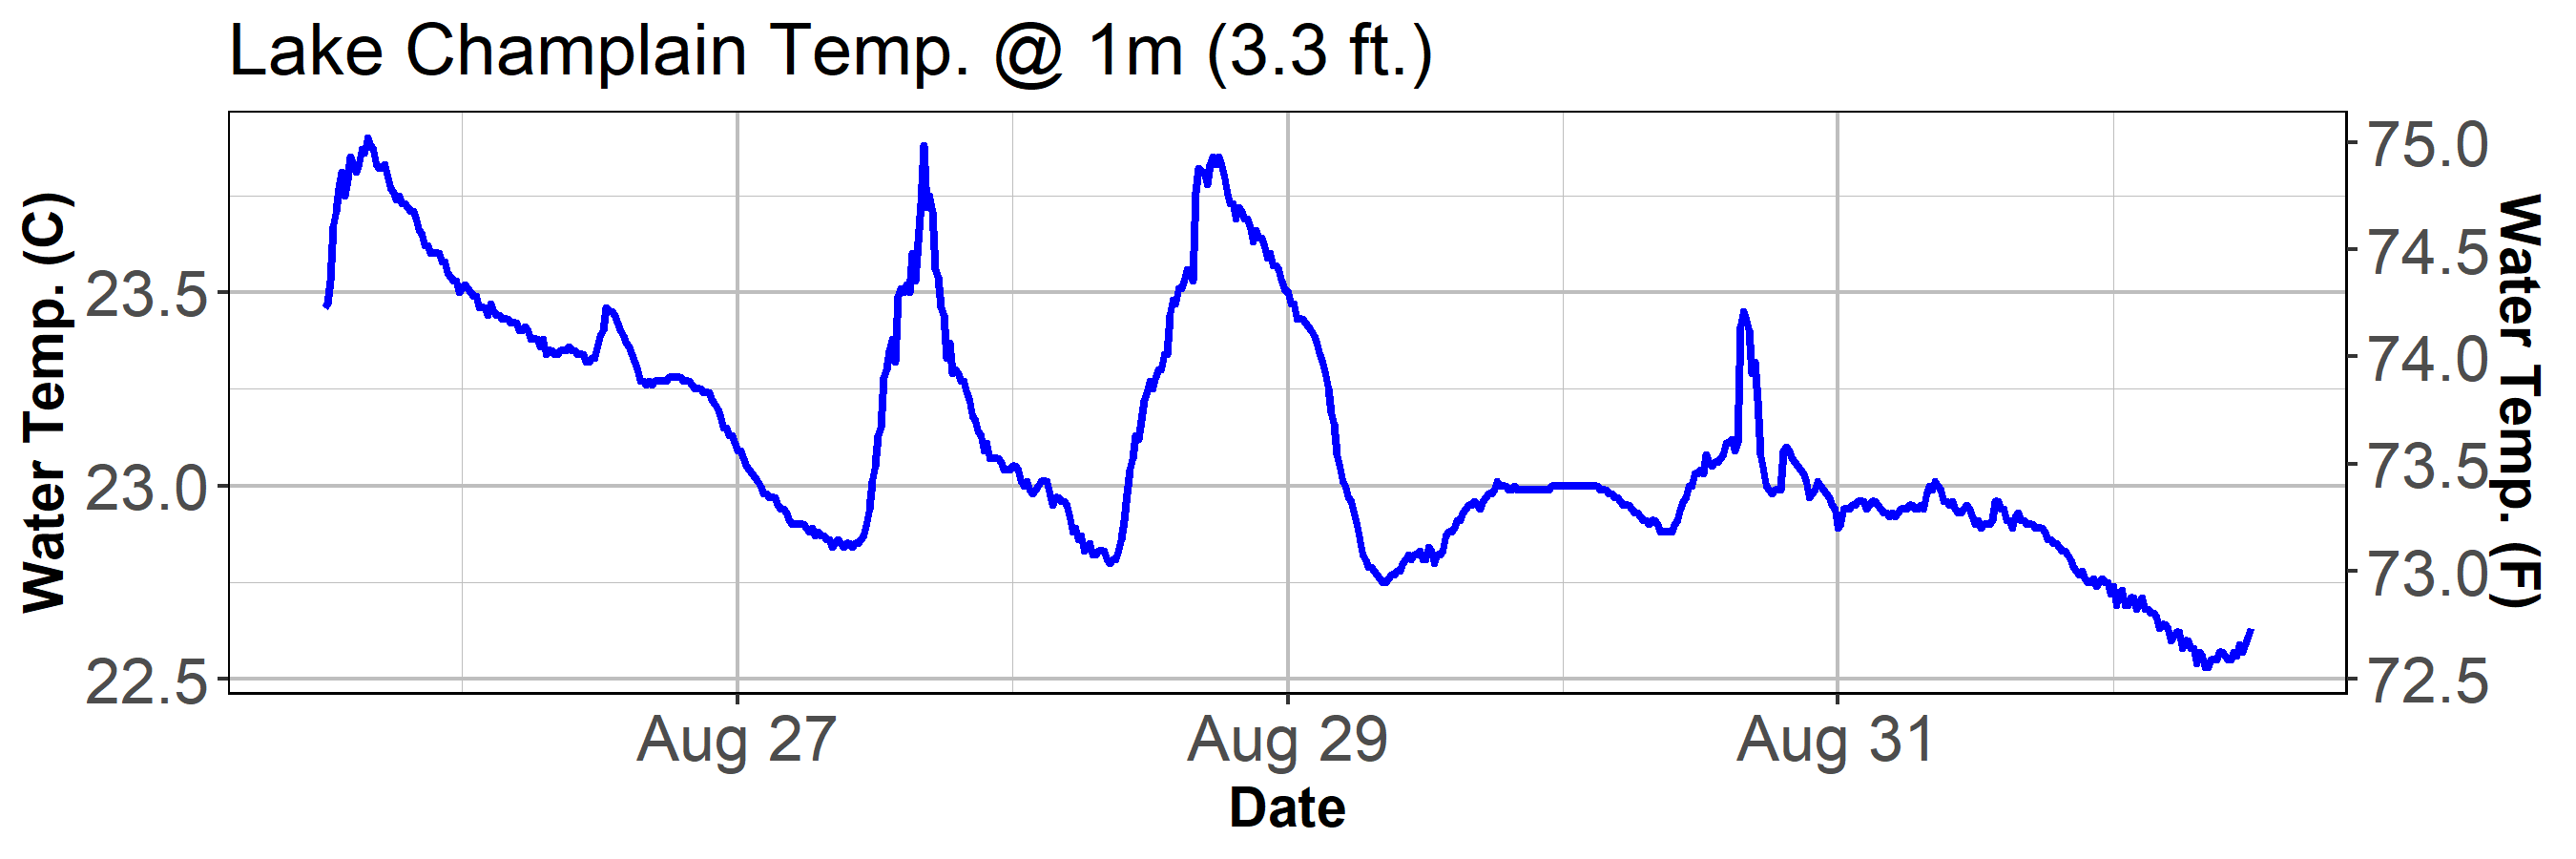 Lake Champlain Temp. @ 1m (3.3 ft.)
Water Temp. (C)
23.5
23.0
22.5
75.0
74.5
74.0
73.5
73.0
72.5
Water Temp. (F)
Aug 27
Aug 29
Aug 31
Date